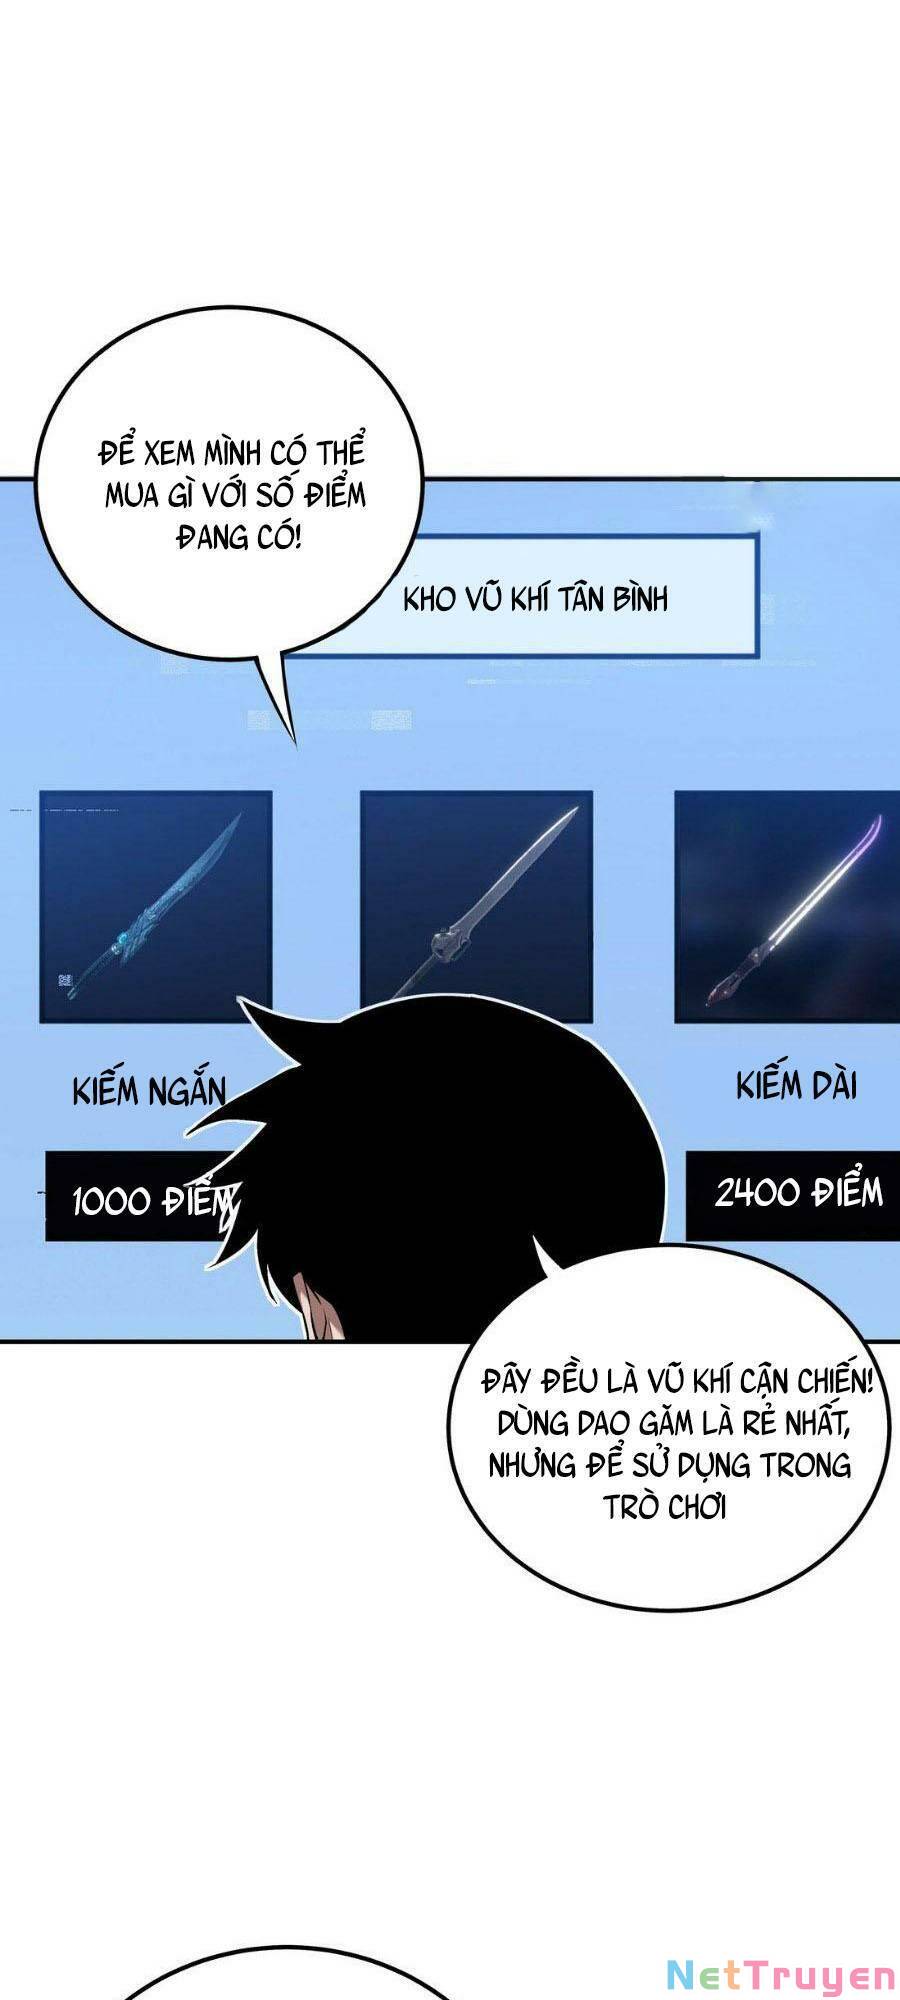 ĐỂ XEM MÌNH CÓ THỂ
MUA GÌ VỚI SỐ ĐIỂM
ĐANG CÓ!
KHO VŨ KHÍ TÂN BÌNH
KIẾM NGẮN
KIẾM DÀI
1000 ĐIỂM
2400 ĐIỂM
ĐÂY ĐỀU LÀ VŨ KHÍ CẬN CHIẾN!
DÙNG DAO GĂM LÀ RẺ NHẤT,
NHƯNG ĐỂ SỬ DỤNG TRONG
TRÒ CHƠI
NetTruyen